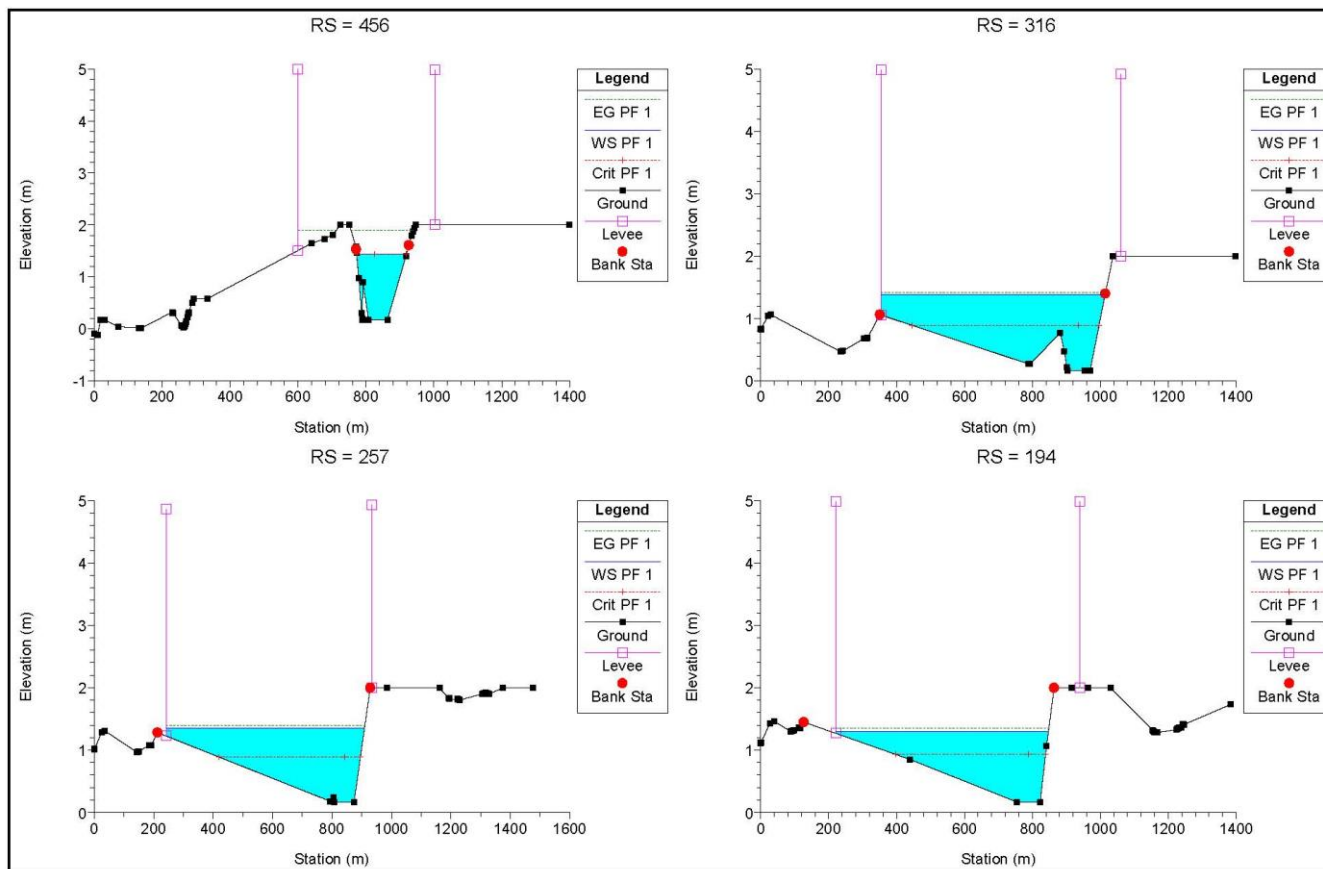 RS = 456
5
4
3
2
1
0
-1
Elevation (m)
0 200 400 600 800 1000 1200 1400
Station (m)
Legend
EG PF 1
WS PF 1
Crit PF 1
Ground
Levee
Bank Sta
RS = 316
5
4
3
2
1
0
Elevation (m)
0 200 400 600 800 1000 1200 1400
Station (m)
Legend
EG PF 1
WS PF 1
Crit PF 1
Ground
Levee
Bank Sta
RS = 257
5
4
3
2
1
0
Elevation (m)
0 200 400 600 800 1000 1200 1400 1600
Station (m)
Legend
EG PF 1
WS PF 1
Crit PF 1
Ground
Levee
Bank Sta
RS = 194
5
4
3
2
1
0
Elevation (m)
0 200 400 600 800 1000 1200 1400
Station (m)
Legend
EG PF 1
WS PF 1
Crit PF 1
Ground
Levee
Bank Sta